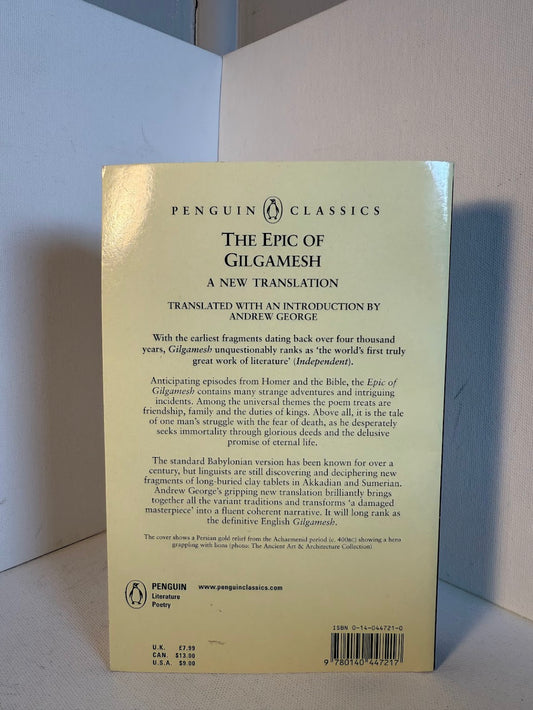 PENGUIN CLASSICS
THE EPIC OF
GILGAMESH
A NEW TRANSLATION
TRANSLATED WITH AN INTRODUCTION BY
ANDREW GEORGE
With the earliest fragments dating back over four thousand
years, Gilgamesh unquestionably ranks as ‘the world’s first truly
great work of literature’ (Independent).
Anticipating episodes from Homer and the Bible, the Epic of
Gilgamesh contains many strange adventures and intriguing
incidents. Among the universal themes the poem treats are
friendship, family and the duties of kings. Above all, it is the tale
of one man’s struggle with the fear of death, as he desperately
seeks immortality through glorious deeds and the delusive
promise of eternal life.
The standard Babylonian version has been known for over a
century, but linguists are still discovering and deciphering new
fragments of long-buried clay tablets in Akkadian and Sumerian.
Andrew George’s gripping new translation brilliantly brings
together all the variant traditions and transforms ‘a damaged
masterpiece’ into a fluent coherent narrative. It will long rank as
the definitive English Gilgamesh.
The cover shows a Persian gold relief from the Achaemenid period (c. 400BC) showing a hero
grappling with lions (photo: The Ancient Art & Architecture Collection)
PENGUIN www.penguinclassics.com
Literature
Poetry
ISBN 0-14-044721-0
U.K. £7.99
CAN. $13.00
U.S.A. $9.00
9 780140 447217